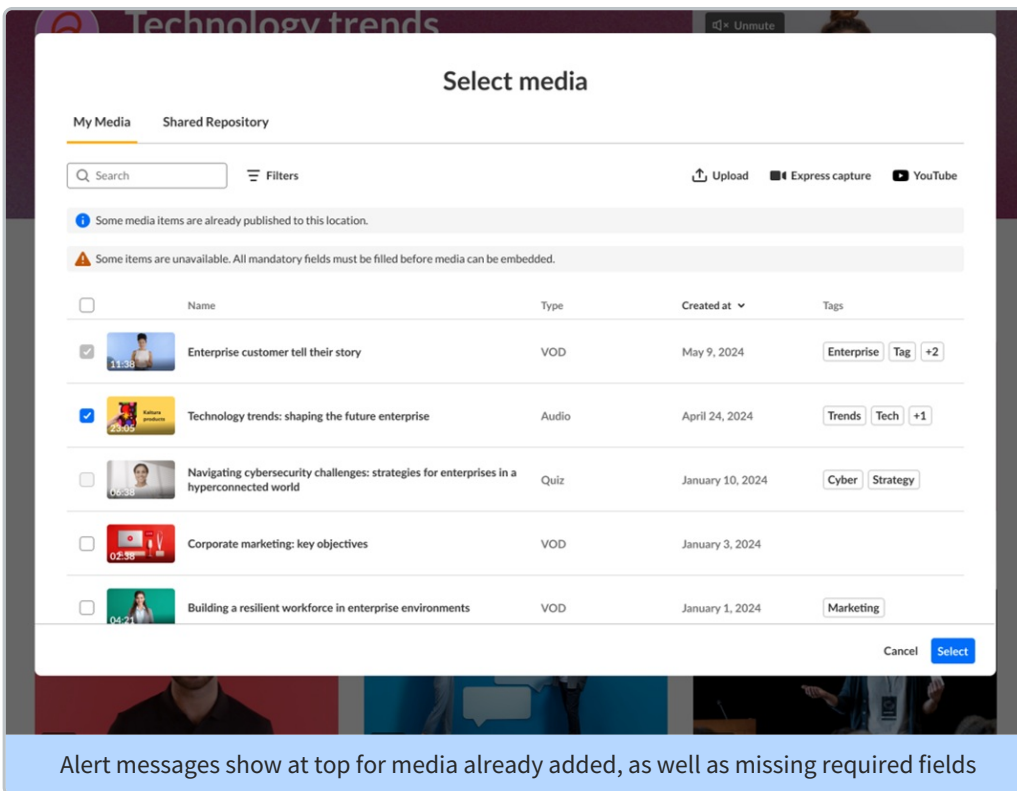 Technology trends
Unmute
Select media
My Media Shared Repository
Search Filters Upload Express capture YouTube
Some media items are already published to this location.
Some items are unavailable. All mandatory fields must be filled before media can be embedded.
Name Type Created at Tags
11:38 Enterprise customer tell their story VOD May 9, 2024 Enterprise Tag +2
Kaltura
products
23:05 Technology trends: shaping the future enterprise Audio April 24, 2024 Trends Tech +1
Navigating cybersecurity challenges: strategies for enterprises in a
hyperconnected world
06:38 Quiz January 10, 2024 Cyber Strategy
02:38 Corporate marketing: key objectives VOD January 3, 2024
04:21 Building a resilient workforce in enterprise environments VOD January 1, 2024 Marketing
Cancel Select
Alert messages show at top for media already added, as well as missing required fields